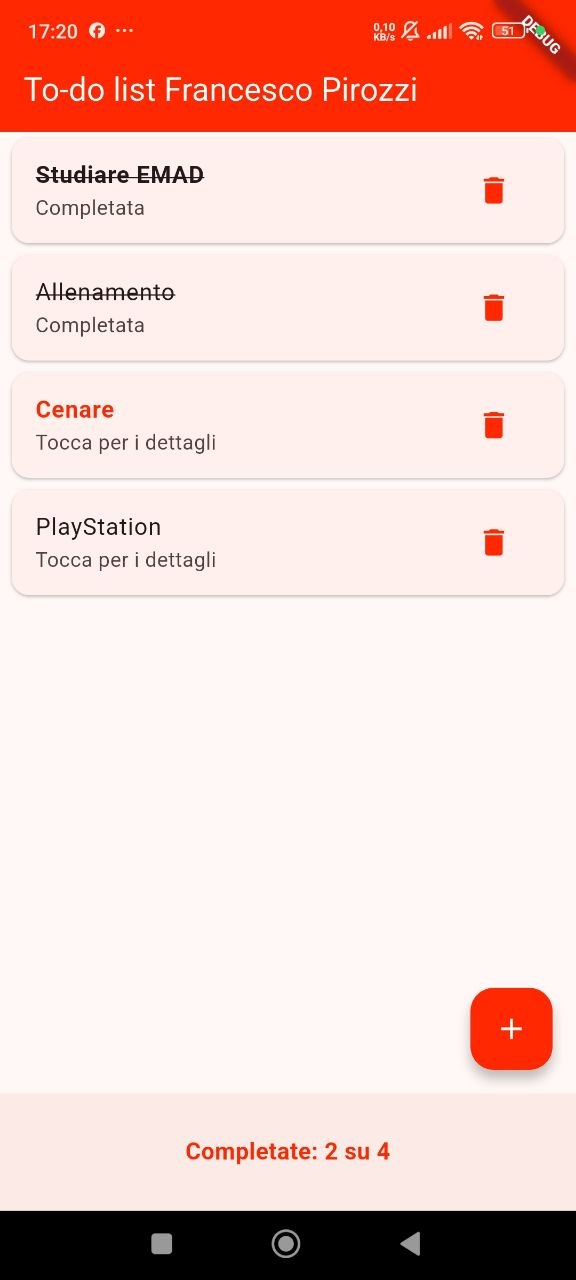 17:20
0,10
KB/s
51
DEBUG
To-do list Francesco Pirozzi
Studiare EMAD
Completata
Allenamento
Completata
Cenare
Tocca per i dettagli
PlayStation
Tocca per i dettagli
Completate: 2 su 4